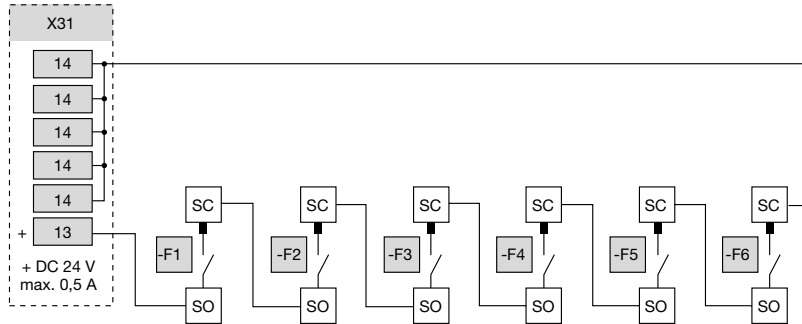 X31
14
14
14
14
14
+ 13
+ DC 24 V
max. 0,5 A
SC SC SC SC SC SC
-F1 -F2 -F3 -F4 -F5 -F6
SO SO SO SO SO SO